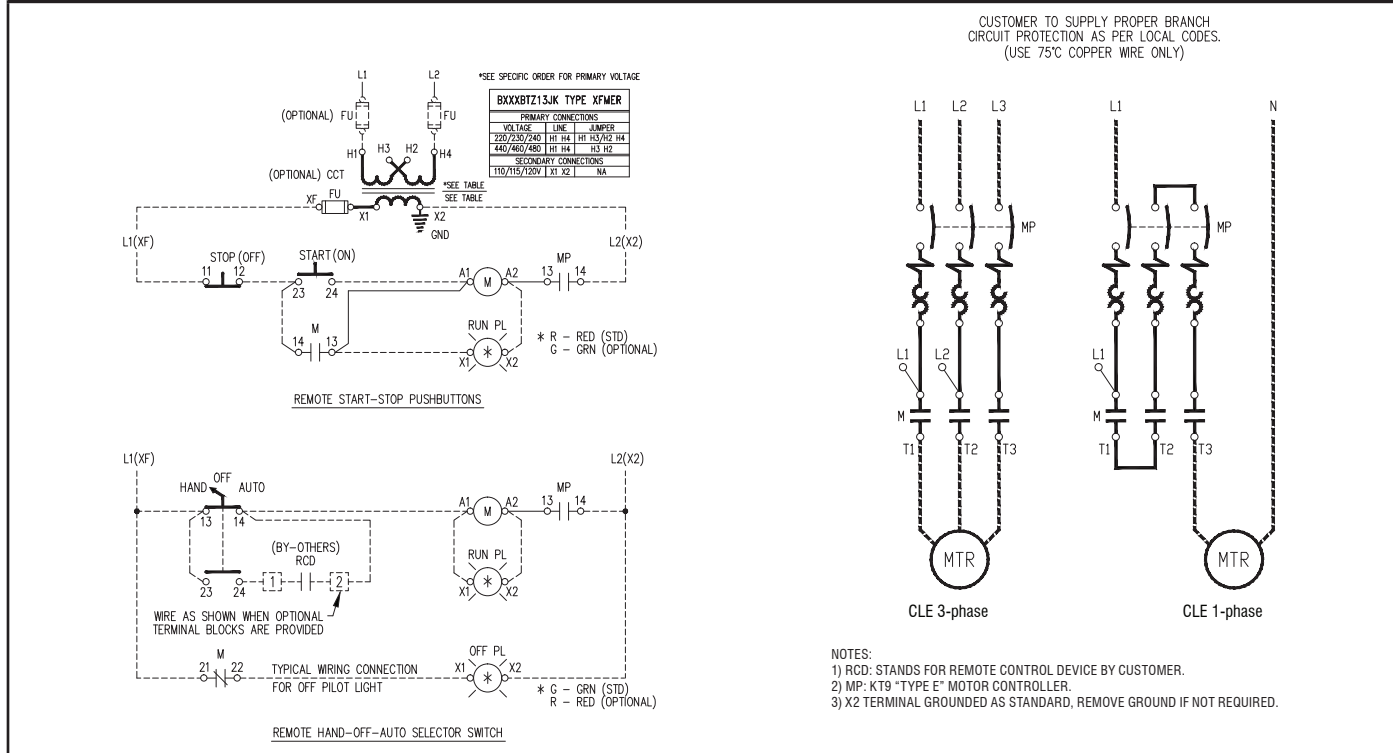 CUSTOMER TO SUPPLY PROPER BRANCH
CIRCUIT PROTECTION AS PER LOCAL CODES.
(USE 75°C COPPER WIRE ONLY)
L1 L2
*SEE SPECIFIC ORDER FOR PRIMARY VOLTAGE
BXXXBTZ13JK TYPE XFMER
PRIMARY CONNECTIONS
VOLTAGE LINE JUMPER
220/230/240 H1 H4 H1 H3/H2 H4
440/460/480 H1 H4 H3 H2
SECONDARY CONNECTIONS
110/115/120V X1 X2 NA
(OPTIONAL) FU FU
H1 H3 H2 H4
(OPTIONAL) CCT
*SEE TABLE
SEE TABLE
XF FU X1 X2
GND
L1(XF) L2(X2)
STOP (OFF) START (ON) MP
11 12 23 24 A1 M A2 13 14
M RUN PL
14 13 X1 * X2
* R – RED (STD)
G – GRN (OPTIONAL)
REMOTE START–STOP PUSHBUTTONS
L1(XF) L2(X2)
OFF
HAND AUTO MP
13 14 A1 M A2 13 14
(BY–OTHERS)
RCD RUN PL
23 24 1 2 X1 * X2
WIRE AS SHOWN WHEN OPTIONAL
TERMINAL BLOCKS ARE PROVIDED
M OFF PL
21 22 TYPICAL WIRING CONNECTION X1 * X2
FOR OFF PILOT LIGHT
* G – GRN (STD)
R – RED (OPTIONAL)
REMOTE HAND–OFF–AUTO SELECTOR SWITCH
L1 L2 L3
MP
L1 L2
M
T1 T2 T3
MTR
CLE 3-phase
L1 N
MP
L1
M
T1 T2 T3
MTR
CLE 1-phase
NOTES:
1) RCD: STANDS FOR REMOTE CONTROL DEVICE BY CUSTOMER.
2) MP: KT9 “TYPE E” MOTOR CONTROLLER.
3) X2 TERMINAL GROUNDED AS STANDARD, REMOVE GROUND IF NOT REQUIRED.